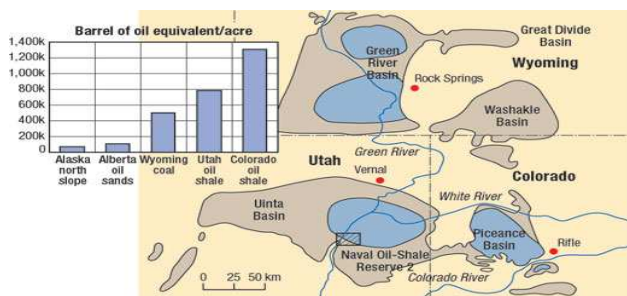 Barrel of oil equivalent/acre
1,400k
1,200k
1,000k
800k
600k
400k
200k
0
Alaska
north
slope
Alberta
oil
sands
Wyoming
coal
Utah
oil
shale
Colorado
oil
shale
Great Divide
Basin
Green
River
Basin
Wyoming
Rock Springs
Washakle
Basin
Green River
Utah
Vernal
Colorado
White River
Uinta
Basin
Piceance
Basin
Rifle
Naval Oil-Shale
Reserve 2
Colorado River
0 25 50 km